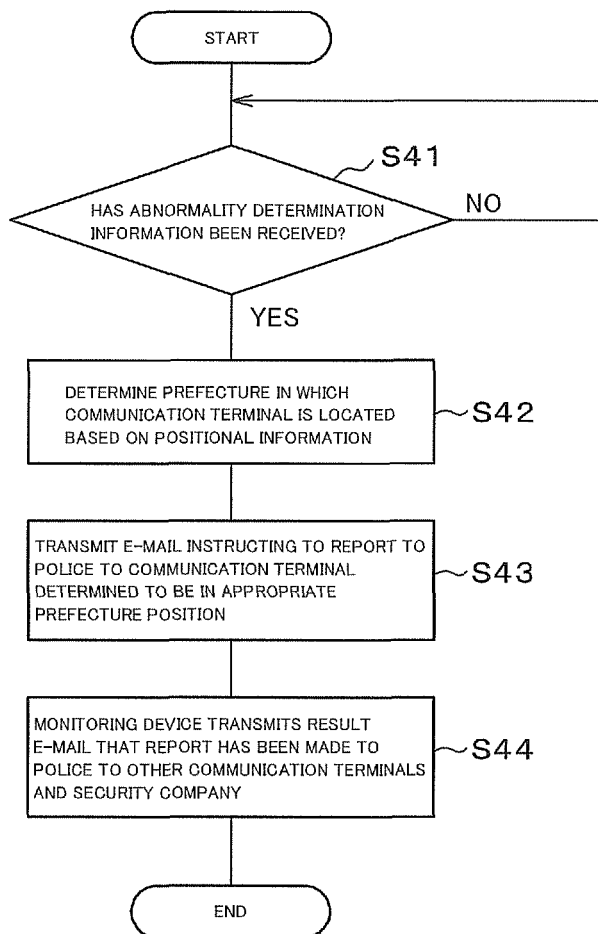 START
S41
HAS ABNORMALITY DETERMINATION
INFORMATION BEEN RECEIVED?
NO
YES
DETERMINE PREFECTURE IN WHICH
COMMUNICATION TERMINAL IS LOCATED
BASED ON POSITIONAL INFORMATION
S42
TRANSMIT E-MAIL INSTRUCTING TO REPORT TO
POLICE TO COMMUNICATION TERMINAL
DETERMINED TO BE IN APPROPRIATE
PREFECTURE POSITION
S43
MONITORING DEVICE TRANSMITS RESULT
E-MAIL THAT REPORT HAS BEEN MADE TO
POLICE TO OTHER COMMUNICATION TERMINALS
AND SECURITY COMPANY
S44
END